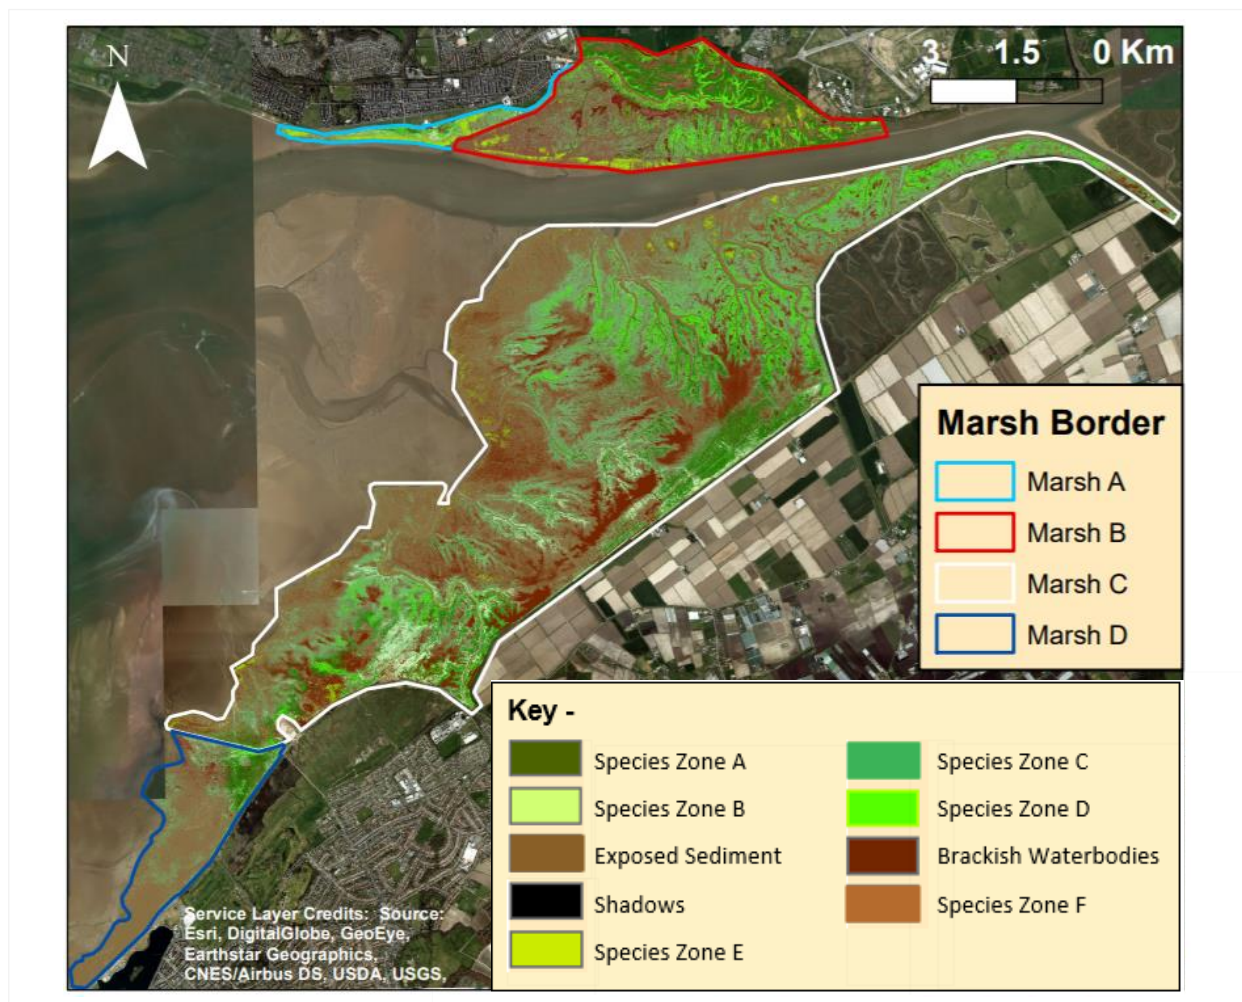 N
3 1.5 0 Km
Marsh Border
Marsh A
Marsh B
Marsh C
Marsh D
Key -
Species Zone A
Species Zone B
Exposed Sediment
Shadows
Species Zone E
Species Zone C
Species Zone D
Brackish Waterbodies
Species Zone F
Service Layer Credits: Source:
Esri, DigitalGlobe, GeoEye,
Earthstar Geographics,
CNES/Airbus DS, USDA, USGS,